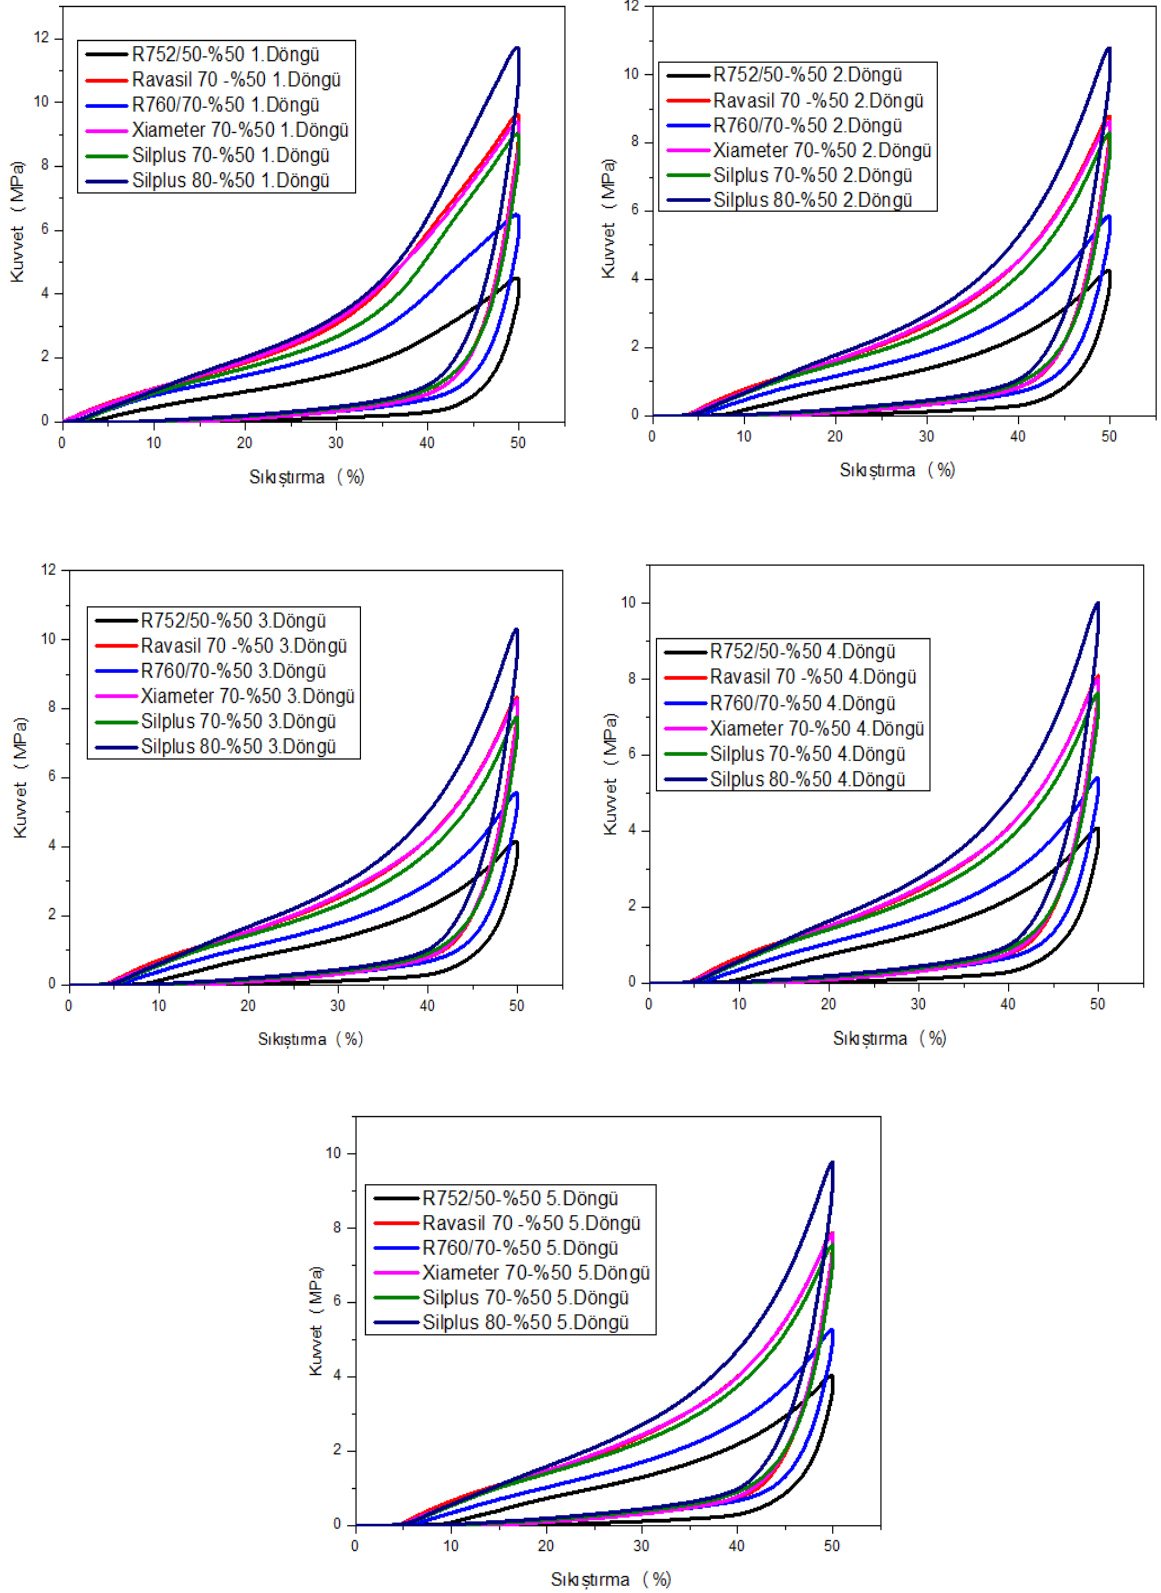 12
10
8
6
4
2
0
Kuvvet ( MPa)
R752/50-%50 1.Döngü
Ravasil 70 -%50 1.Döngü
R760/70-%50 1.Döngü
Xiameter 70-%50 1.Döngü
Silplus 70-%50 1.Döngü
Silplus 80-%50 1.Döngü
0 10 20 30 40 50
Sıkıştırma ( %)
12
10
8
6
4
2
0
Kuvvet ( MPa)
R752/50-%50 2.Döngü
Ravasil 70 -%50 2.Döngü
R760/70-%50 2.Döngü
Xiameter 70-%50 2.Döngü
Silplus 70-%50 2.Döngü
Silplus 80-%50 2.Döngü
0 10 20 30 40 50
Sıkıştırma ( %)
12
10
8
6
4
2
0
Kuvvet ( MPa)
R752/50-%50 3.Döngü
Ravasil 70 -%50 3.Döngü
R760/70-%50 3.Döngü
Xiameter 70-%50 3.Döngü
Silplus 70-%50 3.Döngü
Silplus 80-%50 3.Döngü
0 10 20 30 40 50
Sıkıştırma ( %)
10
8
6
4
2
0
Kuvvet ( MPa)
R752/50-%50 4.Döngü
Ravasil 70 -%50 4.Döngü
R760/70-%50 4.Döngü
Xiameter 70-%50 4.Döngü
Silplus 70-%50 4.Döngü
Silplus 80-%50 4.Döngü
0 10 20 30 40 50
Sıkıştırma ( %)
10
8
6
4
2
0
Kuvvet ( MPa)
R752/50-%50 5.Döngü
Ravasil 70 -%50 5.Döngü
R760/70-%50 5.Döngü
Xiameter 70-%50 5.Döngü
Silplus 70-%50 5.Döngü
Silplus 80-%50 5.Döngü
0 10 20 30 40 50
Sıkıştırma ( %)